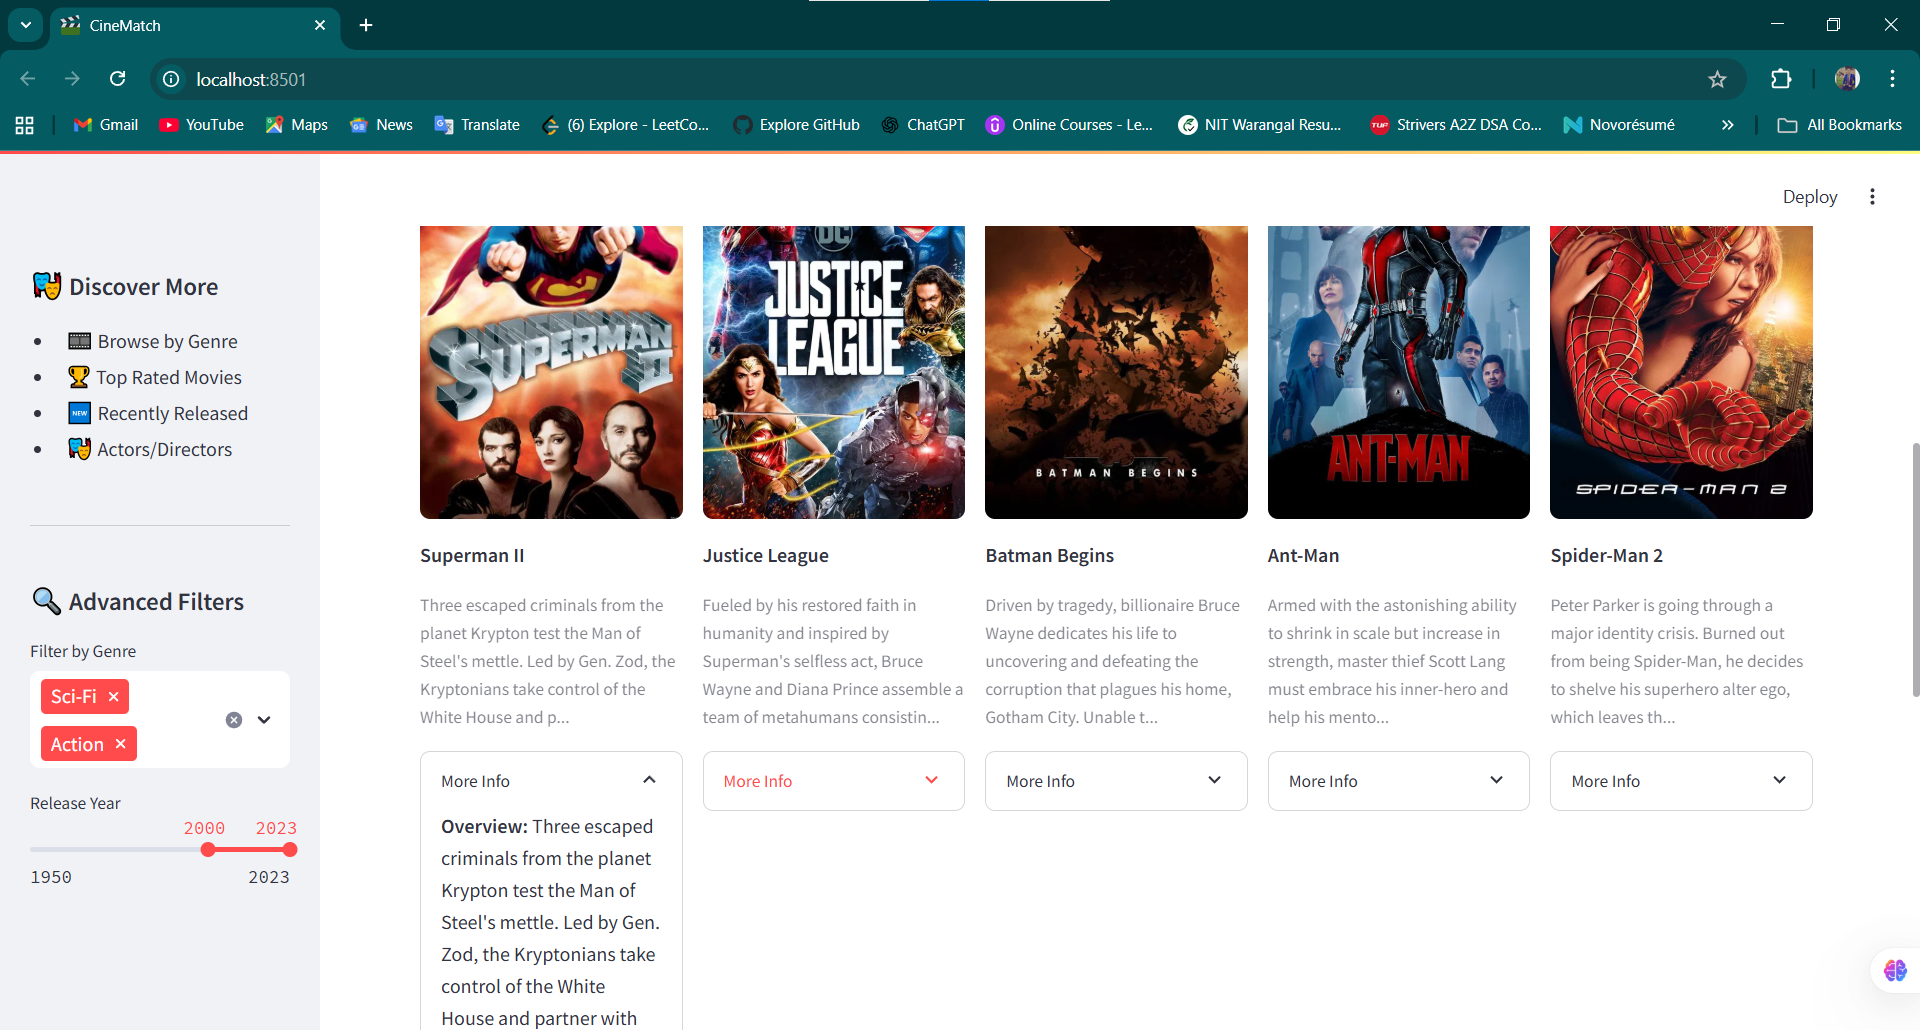 CineMatch
localhost:8501
Gmail
YouTube
Maps
News
Translate
(6) Explore - LeetCo...
Explore GitHub
ChatGPT
Online Courses - Le...
NIT Warangal Resu...
TUF
Strivers A2Z DSA Co...
Novorésumé
All Bookmarks
Deploy
Discover More
Browse by Genre
Top Rated Movies
NEW
Recently Released
Actors/Directors
Advanced Filters
Filter by Genre
Sci-Fi
Action
Release Year
2000 2023
1950 2023
SUPERMAN II
Superman II
Three escaped criminals from the
planet Krypton test the Man of
Steel's mettle. Led by Gen. Zod, the
Kryptonians take control of the
White House and p...
More Info
Overview: Three escaped
criminals from the planet
Krypton test the Man of
Steel's mettle. Led by Gen.
Zod, the Kryptonians take
control of the White
House and partner with
DC
JUSTICE
LEAGUE
Justice League
Fueled by his restored faith in
humanity and inspired by
Superman's selfless act, Bruce
Wayne and Diana Prince assemble a
team of metahumans consistin...
More Info
BATMAN BEGINS
Batman Begins
Driven by tragedy, billionaire Bruce
Wayne dedicates his life to
uncovering and defeating the
corruption that plagues his home,
Gotham City. Unable t...
More Info
ANT-MAN
Ant-Man
Armed with the astonishing ability
to shrink in scale but increase in
strength, master thief Scott Lang
must embrace his inner-hero and
help his mento...
More Info
SPIDER-MAN 2
Spider-Man 2
Peter Parker is going through a
major identity crisis. Burned out
from being Spider-Man, he decides
to shelve his superhero alter ego,
which leaves th...
More Info